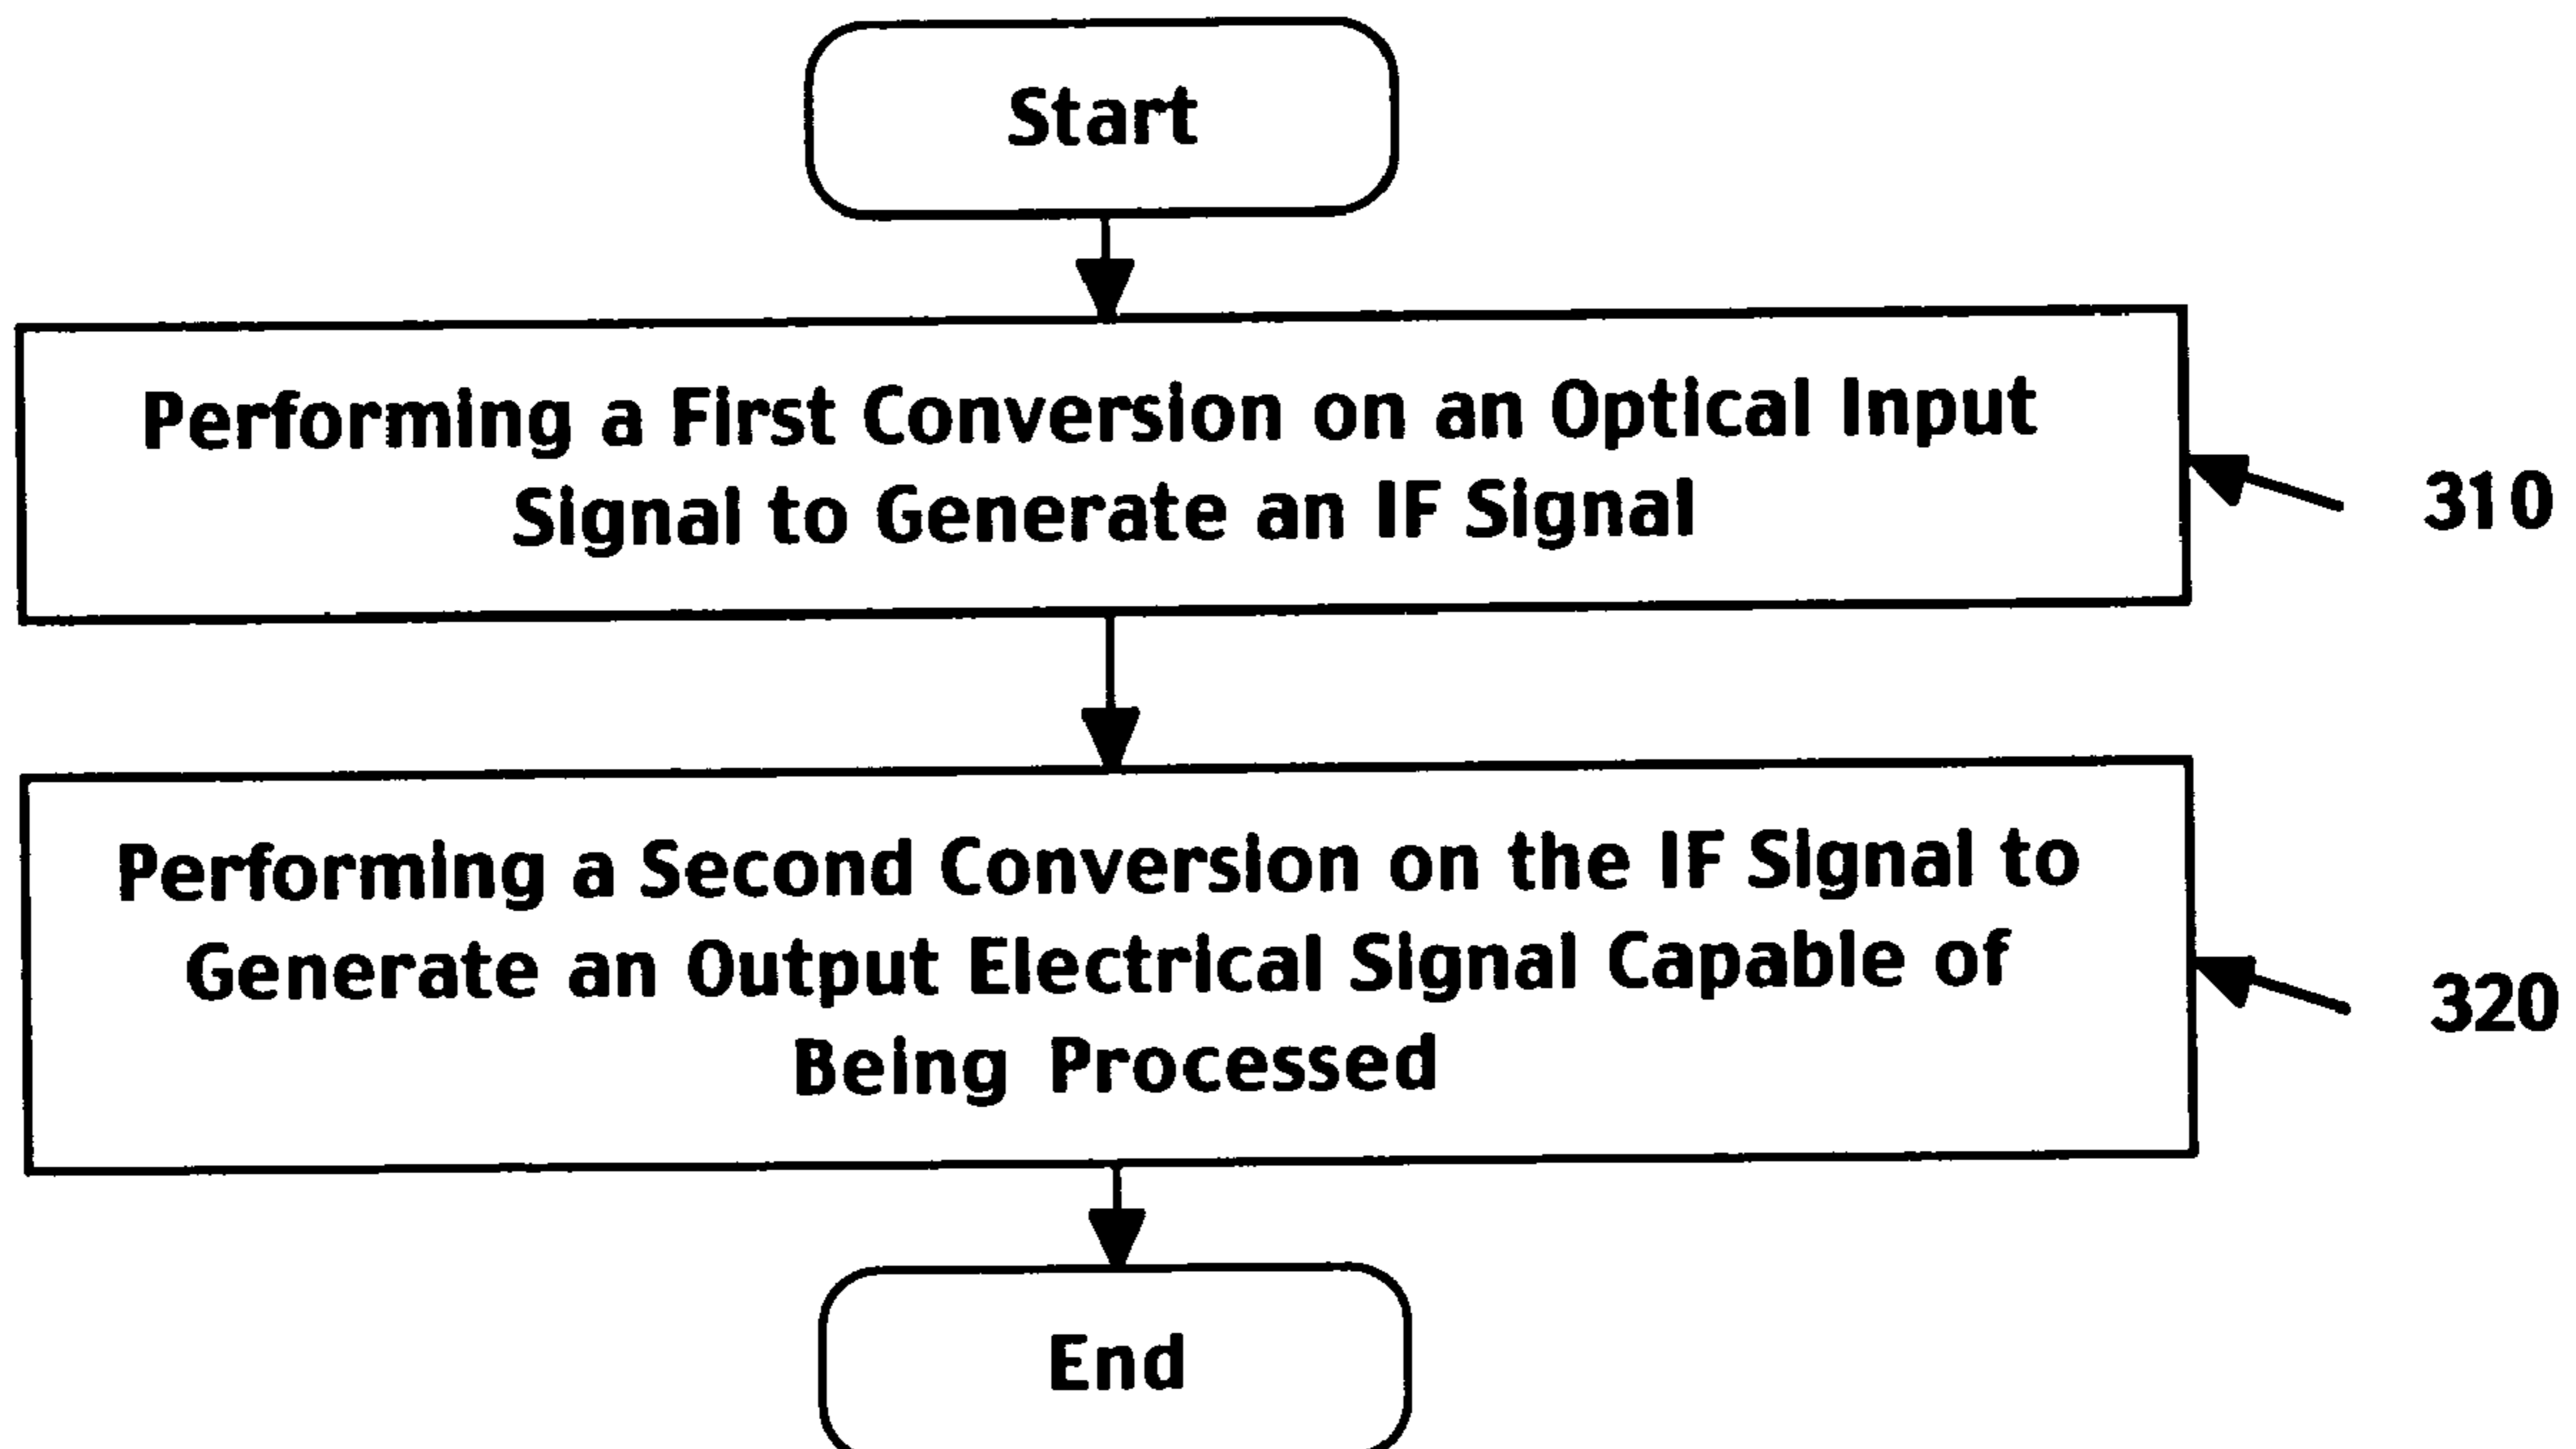 Start
Performing a First Conversion on an Optical Input
Signal to Generate an IF Signal
310
Performing a Second Conversion on the IF Signal to
Generate an Output Electrical Signal Capable of
Being Processed
320
End